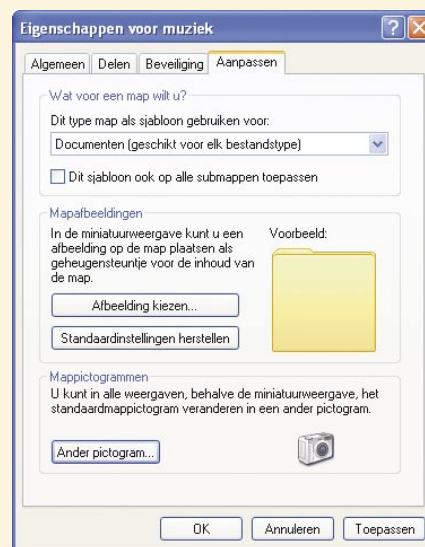 Eigenschappen voor muziek
Algemeen Delen Beveiliging Aanpassen
Wat voor een map wilt u?
Dit type map als sjabloon gebruiken voor:
Documenten (geschikt voor elk bestandstype)
Dit sjabloon ook op alle submappen toepassen
Mapafbeeldingen
In de miniatuurweergave kunt u een
afbeelding op de map plaatsen als
geheugensteuntje voor de inhoud van
de map.
Voorbeeld:
Afbeelding kiezen...
Standaardinstellingen herstellen
Mappictogrammen
U kunt in alle weergaven, behalve de miniatuurweergave, het
standaardmappictogram veranderen in een ander pictogram.
Ander pictogram...
OK Annuleren Toepassen